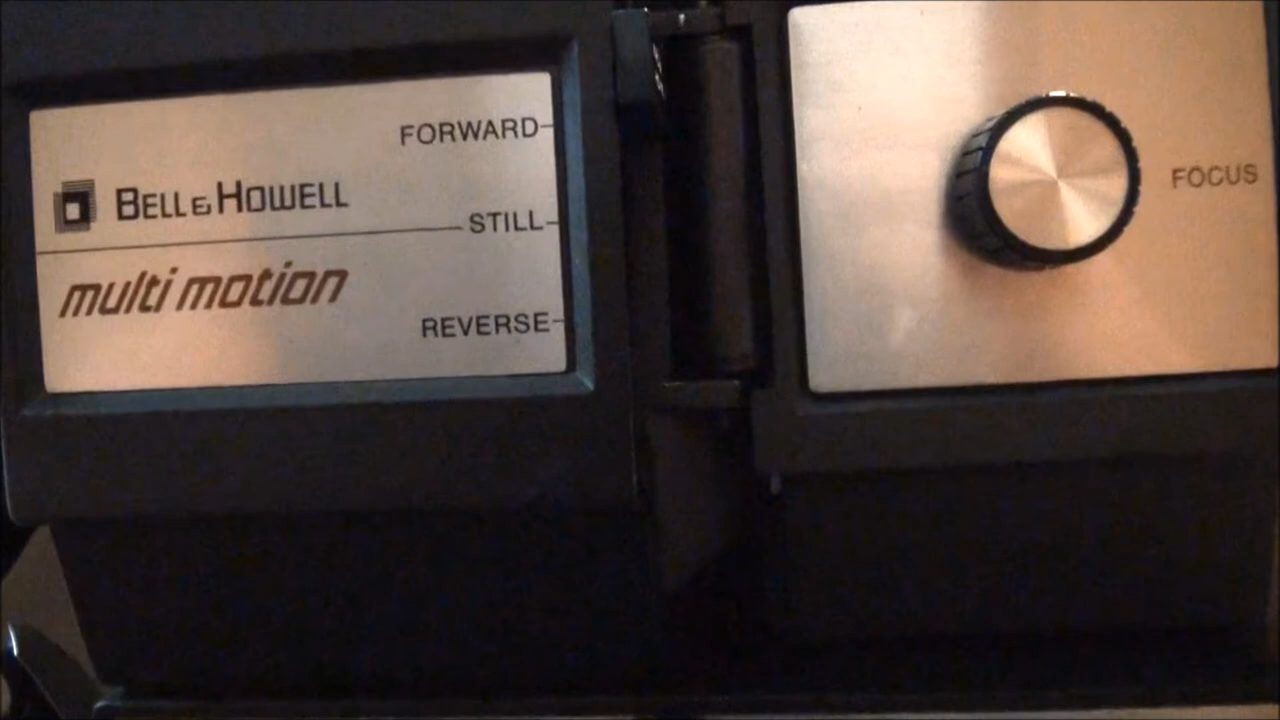 FORWARD
BELL & HOWELL
STILL
multi motion
REVERSE
FOCUS